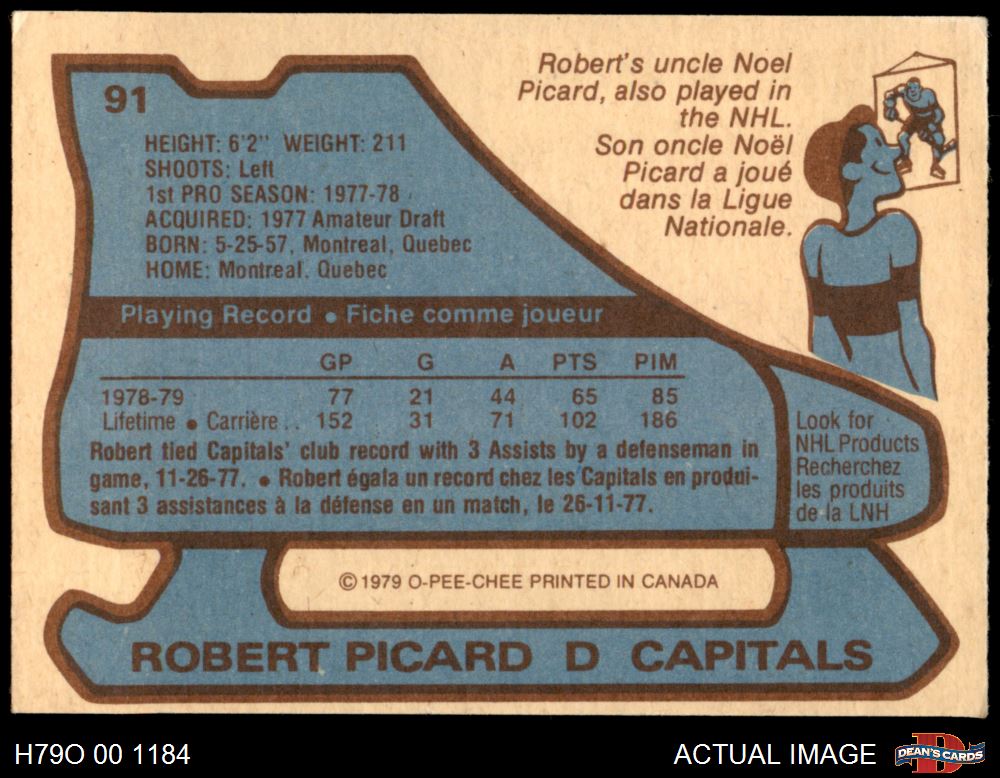 91
HEIGHT: 6'2" WEIGHT: 211
SHOOTS: Left
1st PRO SEASON: 1977-78
ACQUIRED: 1977 Amateur Draft
BORN: 5-25-57, Montreal, Quebec
HOME: Montreal. Quebec
Robert's uncle Noel
Picard, also played in
the NHL.
Son oncle Noël
Picard a joué
dans la Ligue
Nationale.
Playing Record • Fiche comme joueur
GP G A PTS PIM
1978-79 77 21 44 65 85
Lifetime • Carrière . . 152 31 71 102 186
Robert tied Capitals' club record with 3 Assists by a defenseman in
game, 11-26-77. • Robert égala un record chez les Capitals en produi-
sant 3 assistances à la défense en un match, le 26-11-77.
Look for
NHL Products
Recherchez
les produits
de la LNH
© 1979 O-PEE-CHEE PRINTED IN CANADA
ROBERT PICARD D CAPITALS
H79O 00 1184
ACTUAL IMAGE
D
DEAN'S CARDS